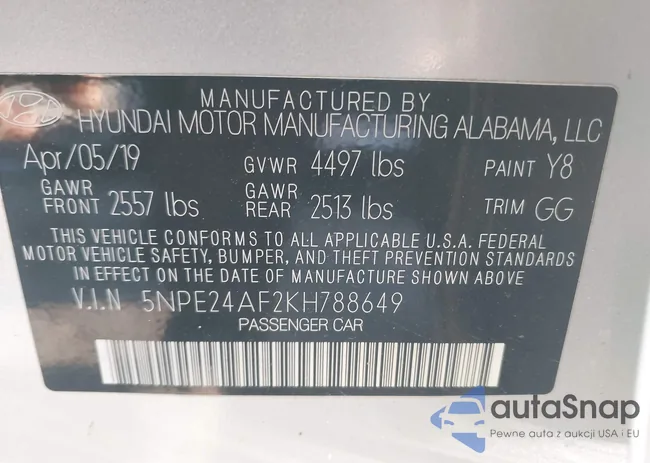 MANUFACTURED BY
HYUNDAI MOTOR MANUFACTURING ALABAMA, LLC
Apr/05/19 GVWR 4497 lbs PAINT Y8
GAWR FRONT 2557 lbs GAWR REAR 2513 lbs TRIM GG
THIS VEHICLE CONFORMS TO ALL APPLICABLE U.S.A. FEDERAL
MOTOR VEHICLE SAFETY, BUMPER, AND THEFT PREVENTION STANDARDS
IN EFFECT ON THE DATE OF MANUFACTURE SHOWN ABOVE
V.I.N 5NPE24AF2KH788649
PASSENGER CAR
autaSnap
Pewne auta z aukcji USA i EU